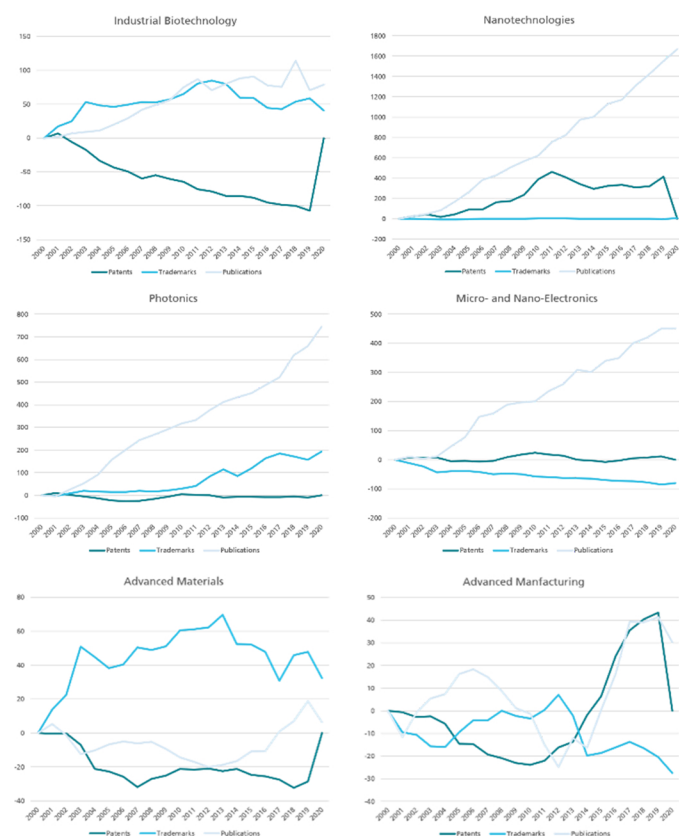 Industrial Biotechnology
150
100
50
0
-50
-100
-150
2000 2001 2002 2003 2004 2005 2006 2007 2008 2009 2010 2011 2012 2013 2014 2015 2016 2017 2018 2019 2020
Patents Trademarks Publications
Nanotechnologies
1800
1600
1400
1200
1000
800
600
400
200
0
-200
2000 2001 2002 2003 2004 2005 2006 2007 2008 2009 2010 2011 2012 2013 2014 2015 2016 2017 2018 2019 2020
Patents Trademarks Publications
Photonics
800
700
600
500
400
300
200
100
0
-100
2000 2001 2002 2003 2004 2005 2006 2007 2008 2009 2010 2011 2012 2013 2014 2015 2016 2017 2018 2019 2020
Patents Trademarks Publications
Micro- and Nano-Electronics
500
400
300
200
100
0
-100
-200
2000 2001 2002 2003 2004 2005 2006 2007 2008 2009 2010 2011 2012 2013 2014 2015 2016 2017 2018 2019 2020
Patents Trademarks Publications
Advanced Materials
80
60
40
20
0
-20
-40
2000 2001 2002 2003 2004 2005 2006 2007 2008 2009 2010 2011 2012 2013 2014 2015 2016 2017 2018 2019 2020
Patents Trademarks Publications
Advanced Manfacturing
50
40
30
20
10
0
-10
-20
-30
-40
2000 2001 2002 2003 2004 2005 2006 2007 2008 2009 2010 2011 2012 2013 2014 2015 2016 2017 2018 2019 2020
Patents Trademarks Publications